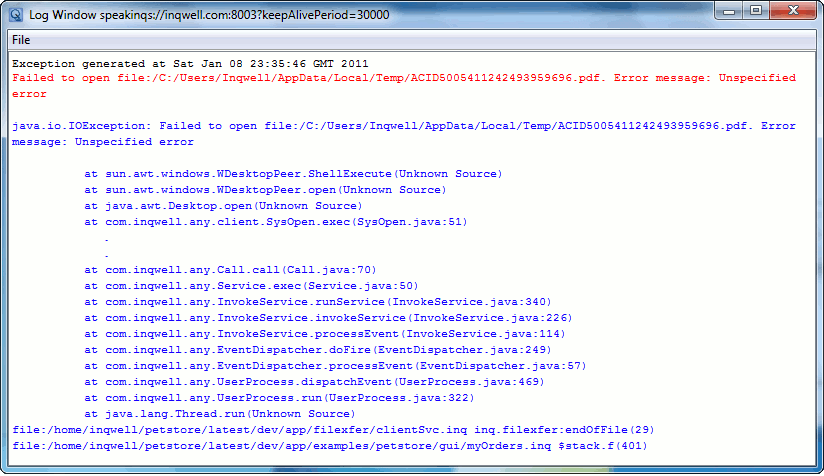 Log Window speakinqs://inqwell.com:8003?keepAlivePeriod=30000
File
Exception generated at Sat Jan 08 23:35:46 GMT 2011
Failed to open file:/C:/Users/Inqwell/AppData/Local/Temp/ACID5005411242493959696.pdf. Error message: Unspecified
error
java.io.IOException: Failed to open file:/C:/Users/Inqwell/AppData/Local/Temp/ACID5005411242493959696.pdf. Error
message: Unspecified error
at sun.awt.windows.WDesktopPeer.ShellExecute(Unknown Source)
at sun.awt.windows.WDesktopPeer.open(Unknown Source)
at java.awt.Desktop.open(Unknown Source)
at com.inqwell.any.client.SysOpen.exec(SysOpen.java:51)
.
.
at com.inqwell.any.Call.call(Call.java:70)
at com.inqwell.any.Service.exec(Service.java:50)
at com.inqwell.any.InvokeService.runService(InvokeService.java:340)
at com.inqwell.any.InvokeService.invokeService(InvokeService.java:226)
at com.inqwell.any.InvokeService.processEvent(InvokeService.java:114)
at com.inqwell.any.EventDispatcher.doFire(EventDispatcher.java:249)
at com.inqwell.any.EventDispatcher.processEvent(EventDispatcher.java:57)
at com.inqwell.any.UserProcess.dispatchEvent(UserProcess.java:469)
at com.inqwell.any.UserProcess.run(UserProcess.java:322)
at java.lang.Thread.run(Unknown Source)
file:/home/inqwell/petstore/latest/dev/app/filexfer/clientSvc.inq inq.filexfer:endOfFile(29)
file:/home/inqwell/petstore/latest/dev/app/examples/petstore/gui/myOrders.inq $stack.f(401)